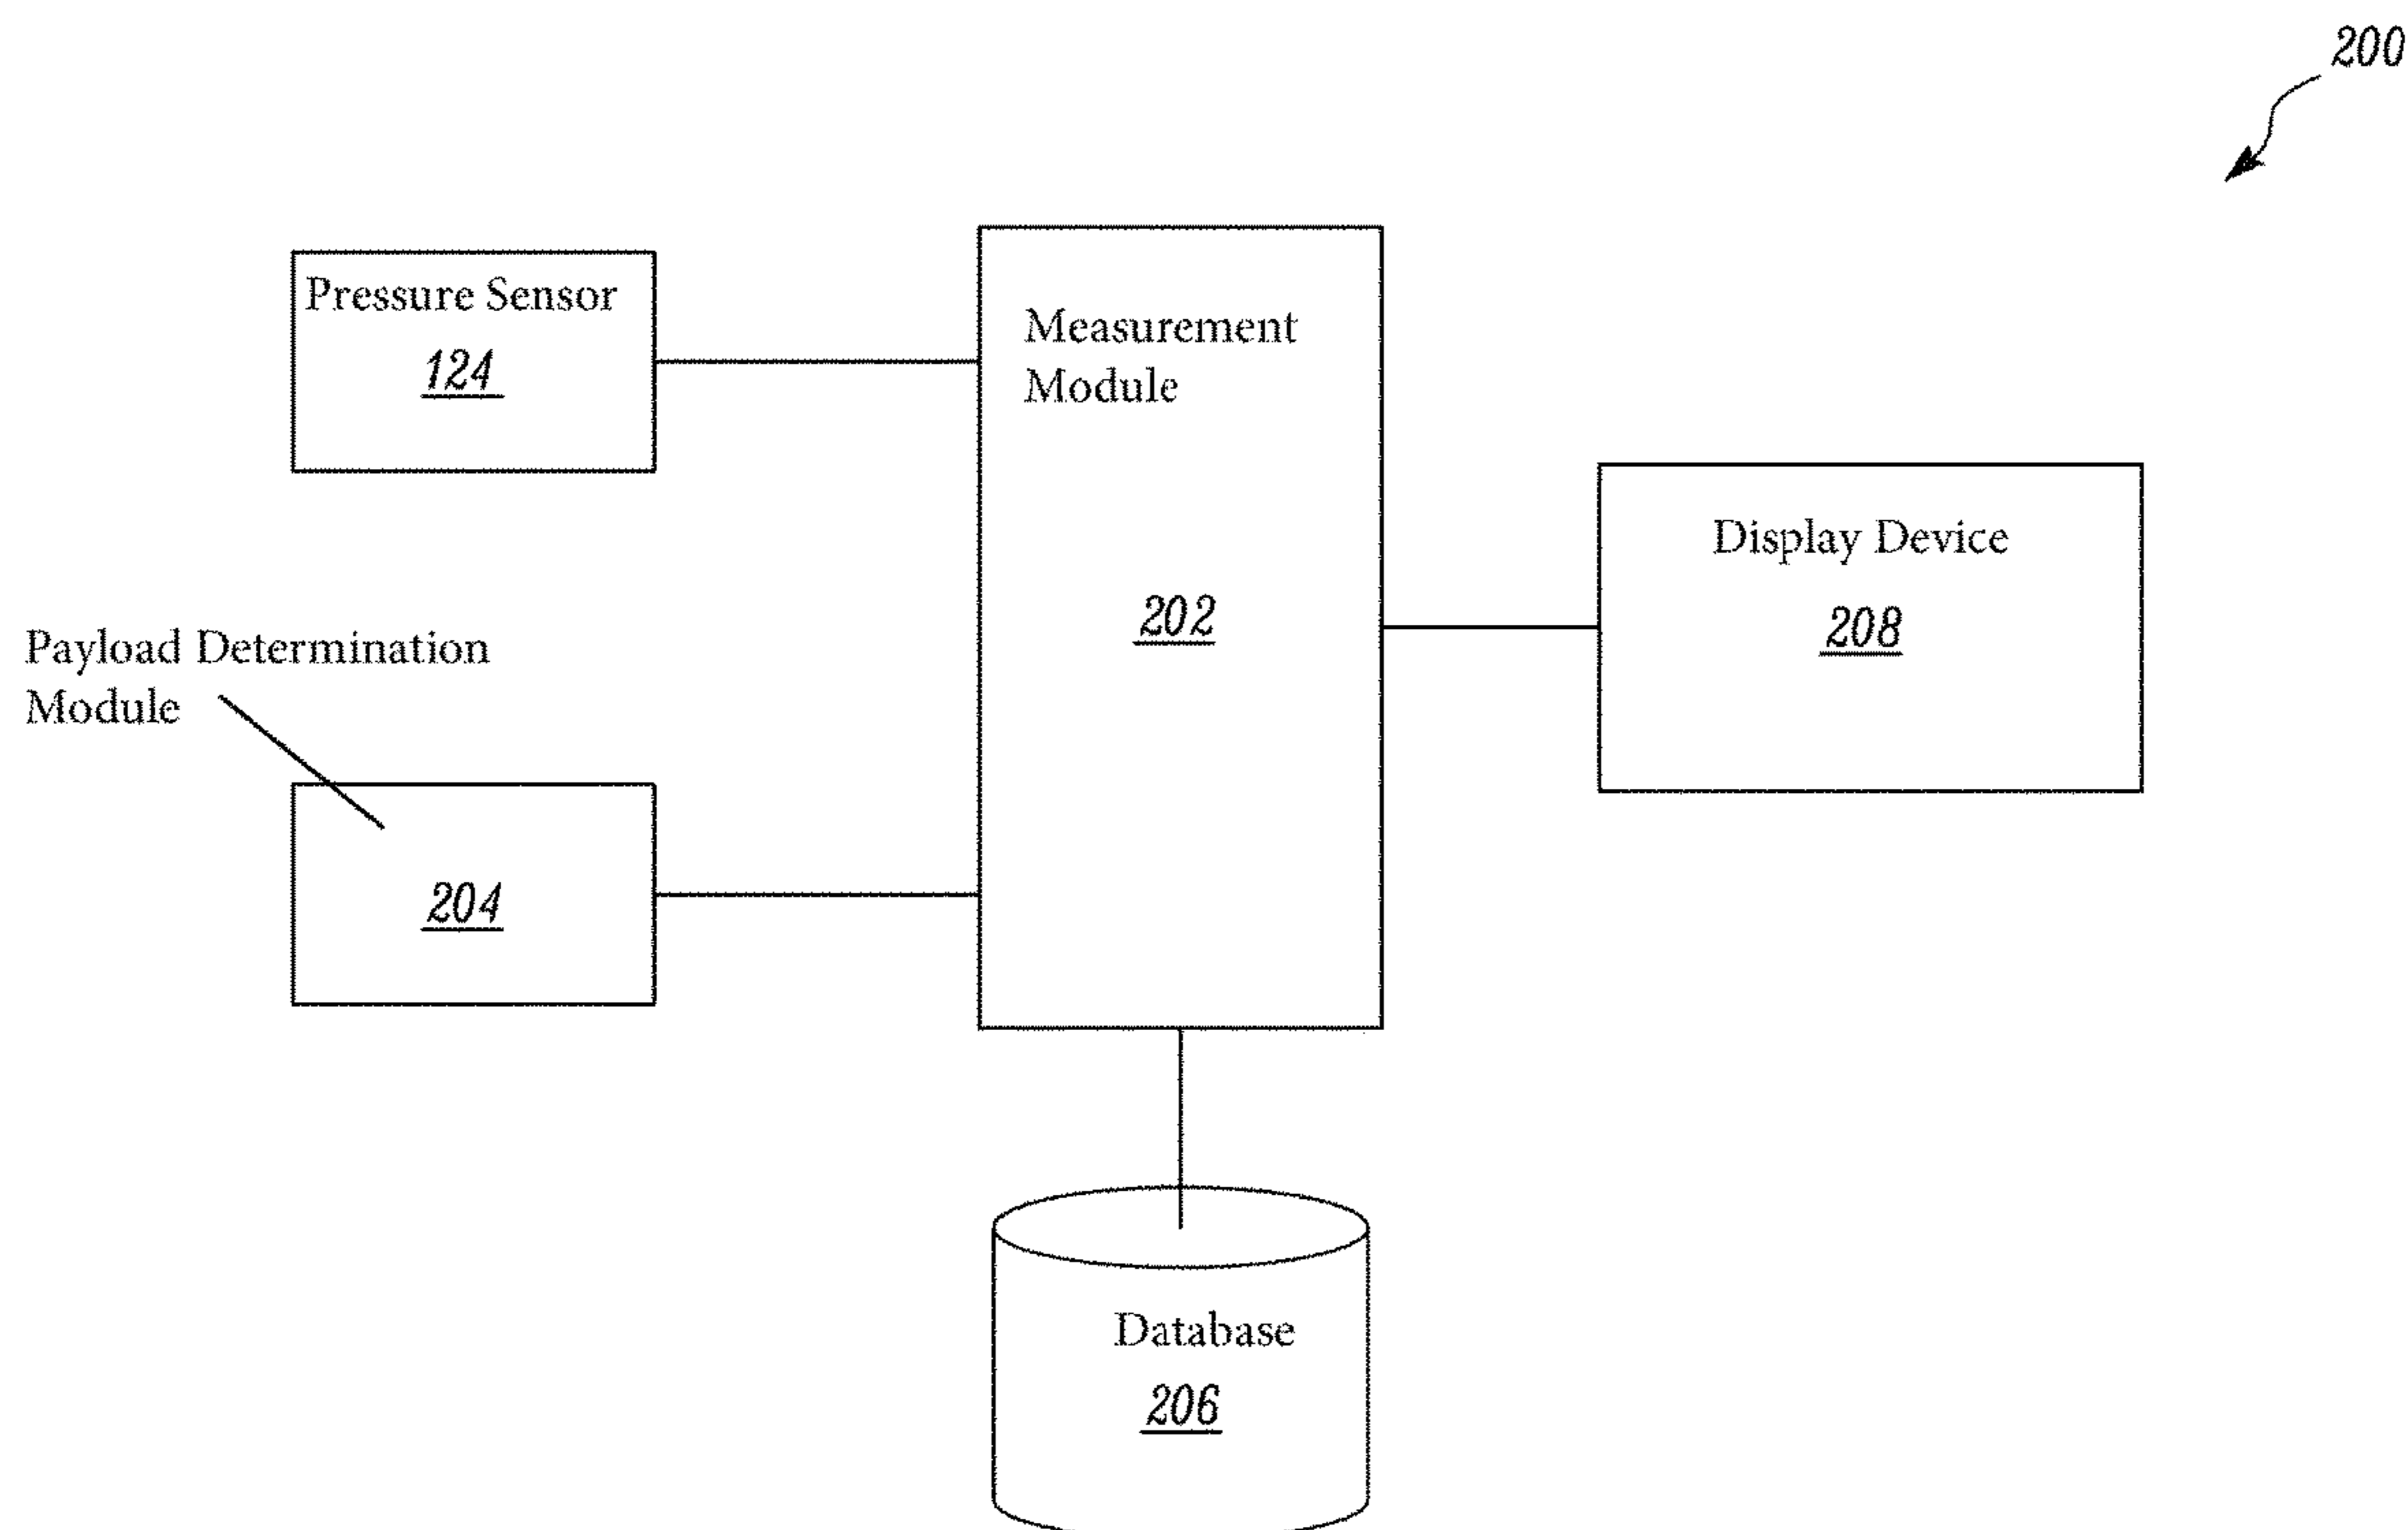 200
Pressure Sensor
124
Measurement
Module
202
Display Device
208
Payload Determination
Module
204
Database
206